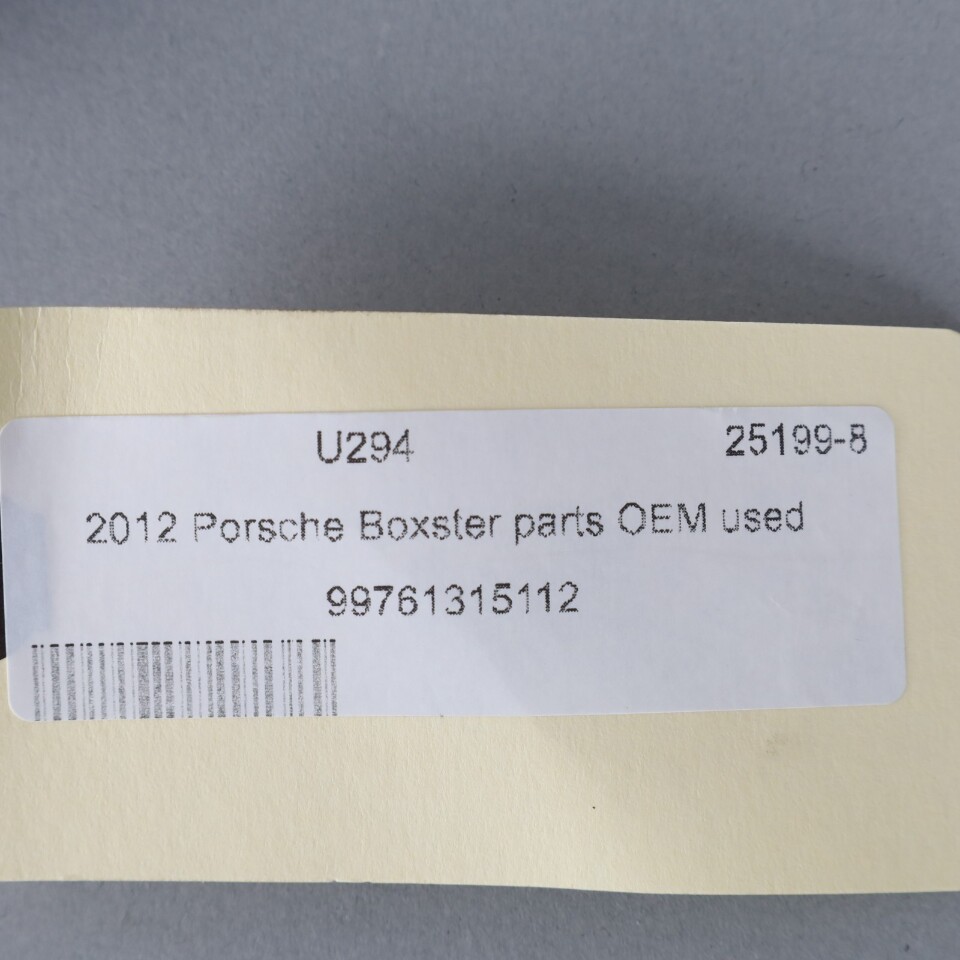 U294 25199-8
2012 Porsche Boxster parts OEM used
99761315112